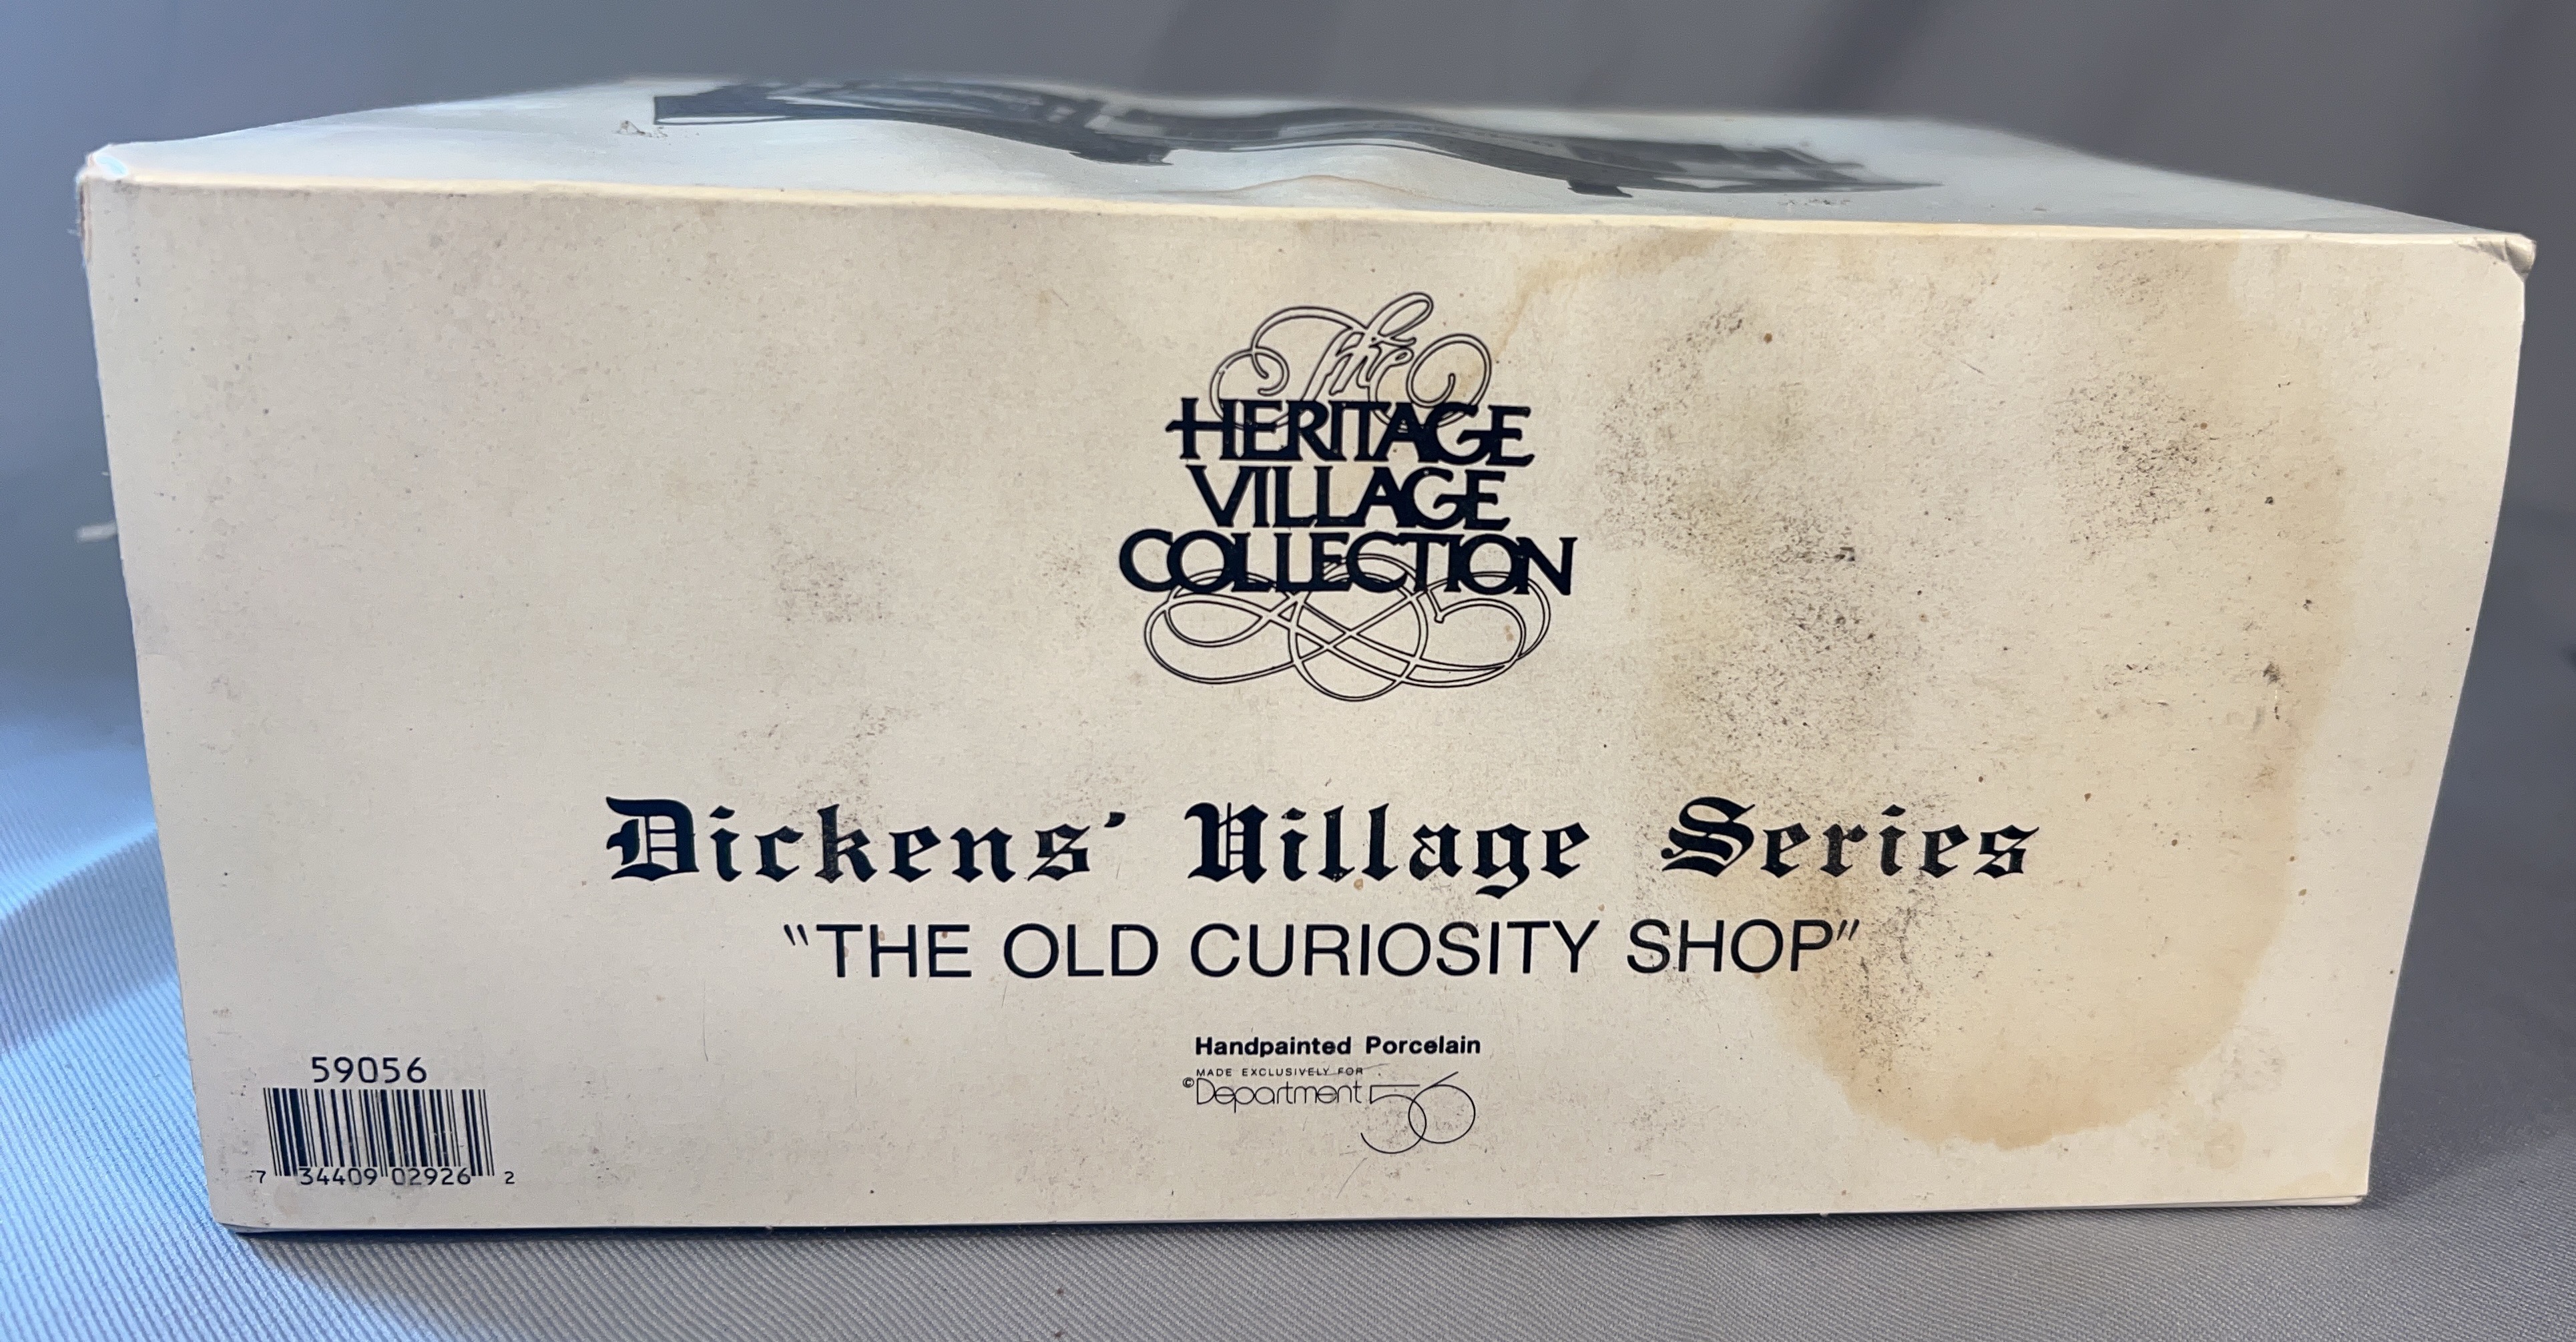 The
HERITAGE
VILLAGE
COLLECTION
Dickens' Village Series
"THE OLD CURIOSITY SHOP"
Handpainted Porcelain
MADE EXCLUSIVELY FOR
©Department 56
59056
7 34409 02926 2